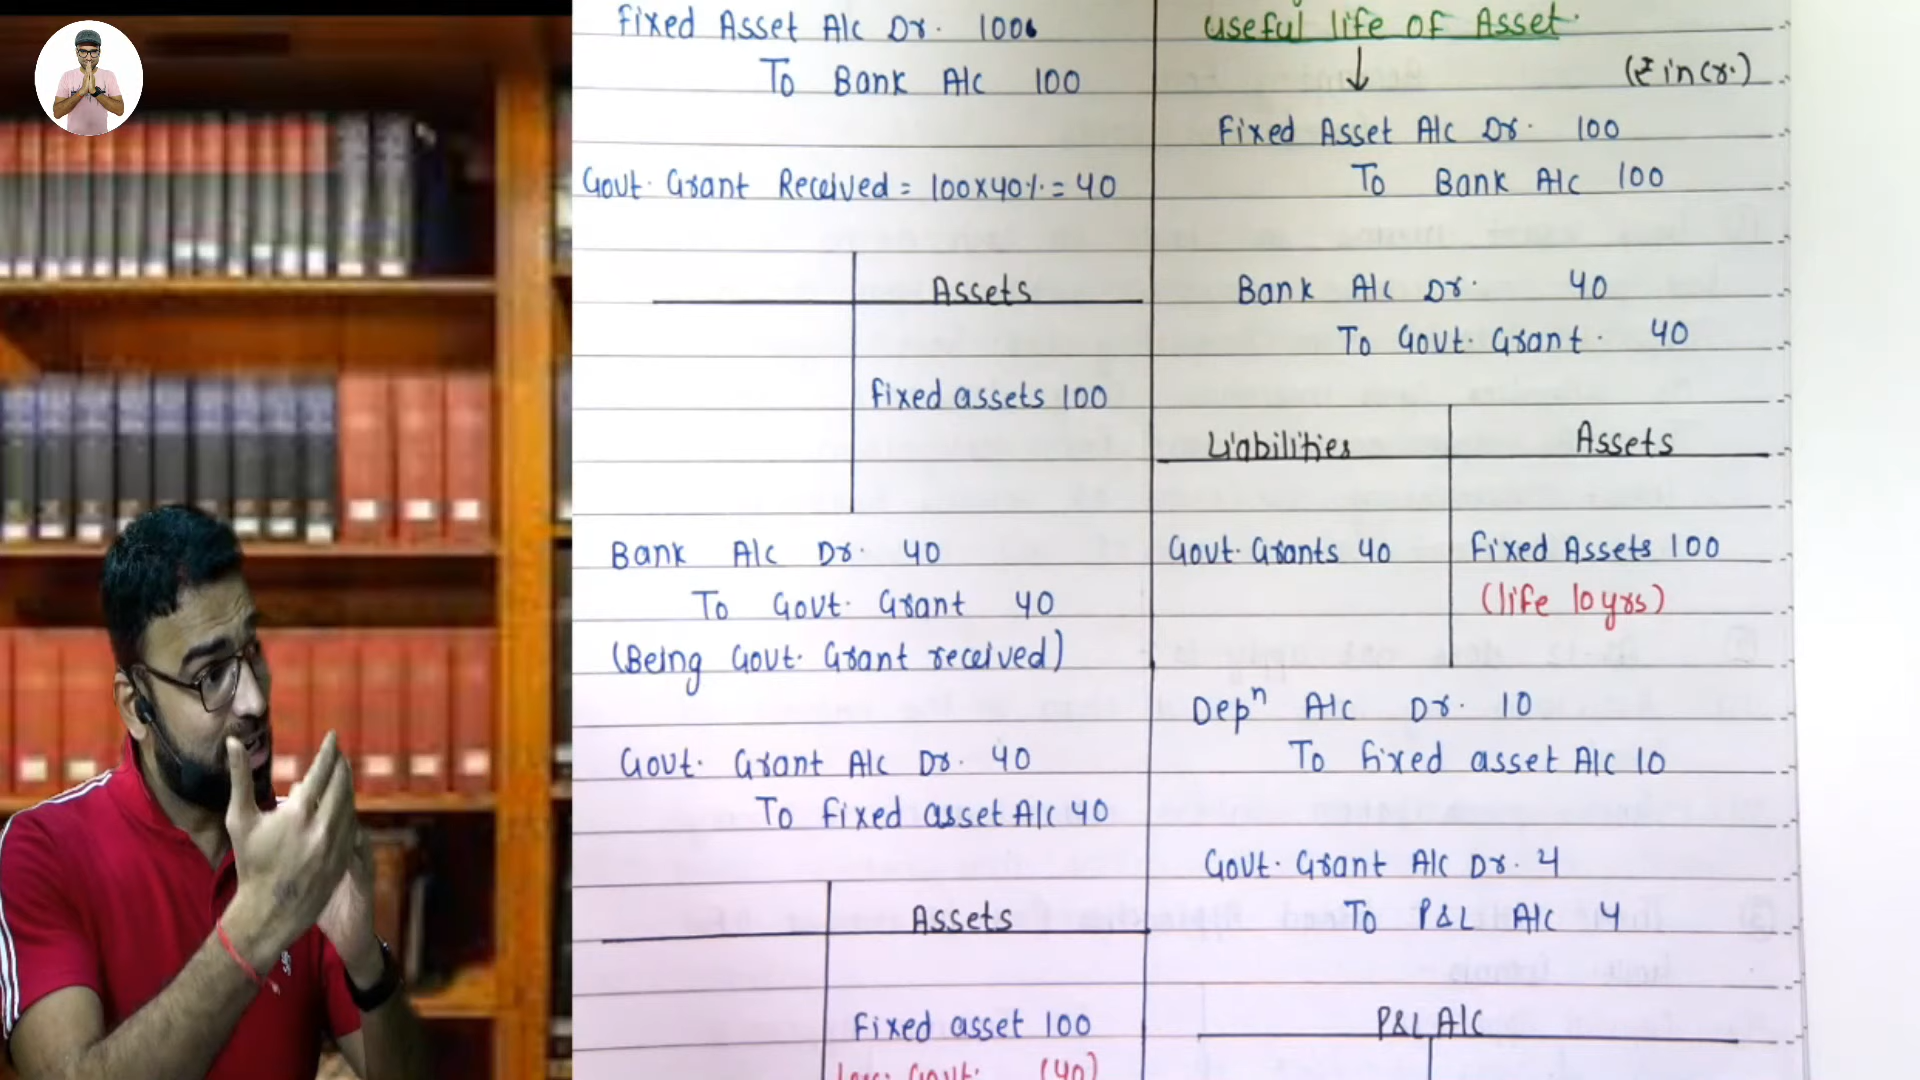 Fixed Asset A/c Dr. 100
To Bank A/c 100
Govt. Grant Received = 100x40% = 40
Assets
Fixed assets 100
Bank A/c Dr. 40
To Govt. Grant 40
(Being Govt. Grant received)
Govt. Grant A/c Dr. 40
To fixed asset A/c 40
Assets
Fixed asset 100
Less: Govt. (40)
useful life of Asset.
(₹ in cr.)
Fixed Asset A/c Dr. 100
To Bank A/c 100
Bank A/c Dr. 40
To Govt. Grant. 40
Liabilities Assets
Govt. Grants 40 Fixed Assets 100
(life 10 yrs)
Depⁿ A/c Dr. 10
To fixed asset A/c 10
Govt. Grant A/c Dr. 4
To P&L A/c 4
P&L A/c